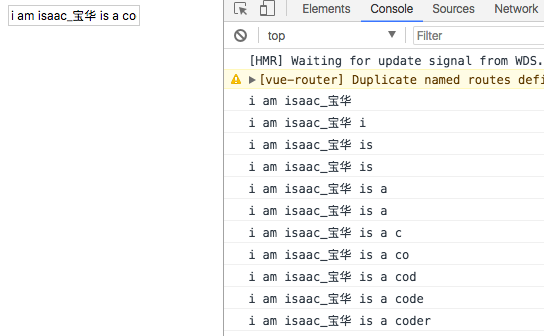 i am isaac_宝华 is a co
Elements Console Sources Network
top Filter
[HMR] Waiting for update signal from WDS.
[vue-router] Duplicate named routes defi
i am isaac_宝华
i am isaac_宝华 i
i am isaac_宝华 is
i am isaac_宝华 is
i am isaac_宝华 is a
i am isaac_宝华 is a
i am isaac_宝华 is a c
i am isaac_宝华 is a co
i am isaac_宝华 is a cod
i am isaac_宝华 is a code
i am isaac_宝华 is a coder